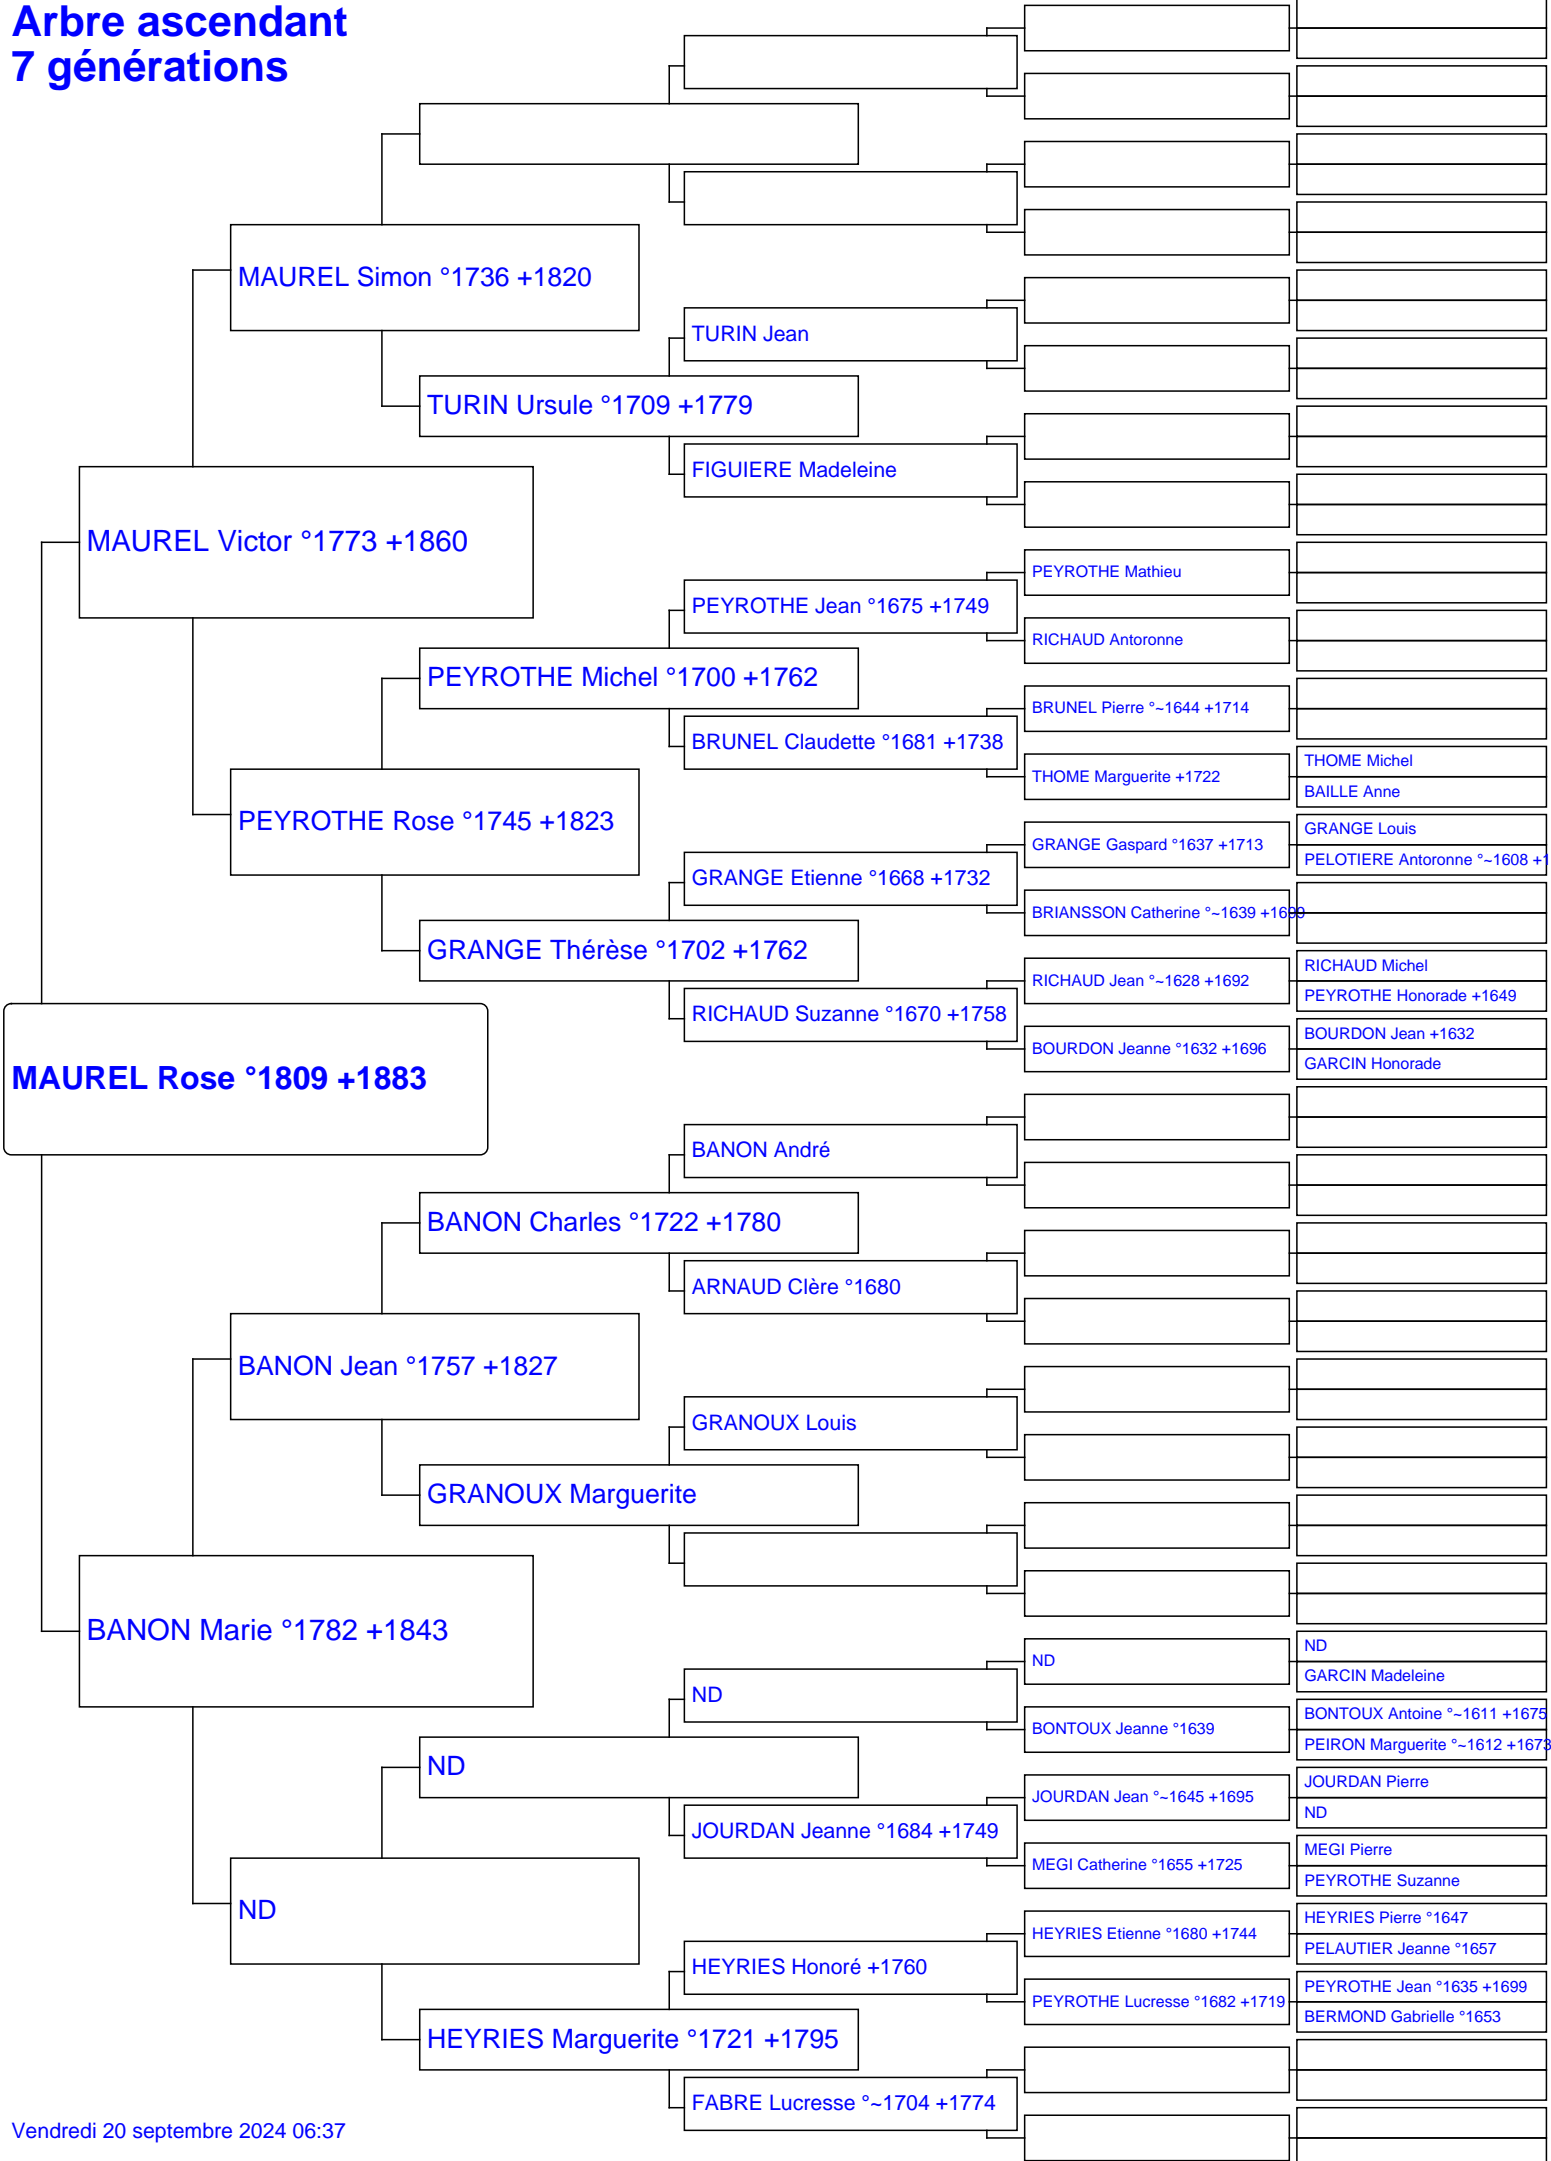 Arbre ascendant
7 générations
MAUREL Simon °1736 +1820
TURIN Jean
TURIN Ursule °1709 +1779
FIGUIERE Madeleine
MAUREL Victor °1773 +1860
PEYROTHE Mathieu
PEYROTHE Jean °1675 +1749
RICHAUD Antoronne
PEYROTHE Michel °1700 +1762
BRUNEL Pierre °~1644 +1714
BRUNEL Claudette °1681 +1738
THOME Marguerite +1722
THOME Michel
BAILLE Anne
PEYROTHE Rose °1745 +1823
GRANGE Gaspard °1637 +1713
GRANGE Louis
PELOTIERE Antoronne °~1608 +1
GRANGE Etienne °1668 +1732
BRIANSSON Catherine °~1639 +1699
GRANGE Thérèse °1702 +1762
RICHAUD Jean °~1628 +1692
RICHAUD Michel
PEYROTHE Honorade +1649
RICHAUD Suzanne °1670 +1758
BOURDON Jeanne °1632 +1696
BOURDON Jean +1632
GARCIN Honorade
MAUREL Rose °1809 +1883
BANON André
BANON Charles °1722 +1780
ARNAUD Clère °1680
BANON Jean °1757 +1827
GRANOUX Louis
GRANOUX Marguerite
BANON Marie °1782 +1843
ND
ND
GARCIN Madeleine
ND
BONTOUX Jeanne °1639
BONTOUX Antoine °~1611 +1675
PEIRON Marguerite °~1612 +1673
ND
JOURDAN Jean °~1645 +1695
JOURDAN Pierre
ND
JOURDAN Jeanne °1684 +1749
MEGI Catherine °1655 +1725
MEGI Pierre
PEYROTHE Suzanne
ND
HEYRIES Etienne °1680 +1744
HEYRIES Pierre °1647
PELAUTIER Jeanne °1657
HEYRIES Honoré +1760
PEYROTHE Lucresse °1682 +1719
PEYROTHE Jean °1635 +1699
BERMOND Gabrielle °1653
HEYRIES Marguerite °1721 +1795
FABRE Lucresse °~1704 +1774
Vendredi 20 septembre 2024 06:37